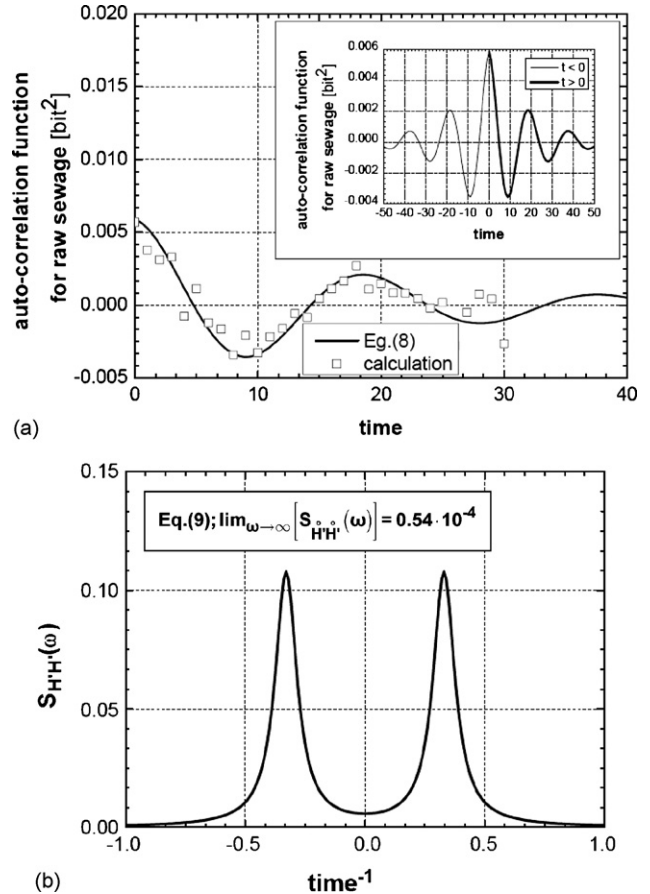 0.020
0.015
0.010
0.005
0.000
-0.005
0 10 20 30 40
auto-correlation function
for raw sewage [bit²]
time
Eg.(8)
calculation
0.006
0.002
0.000
-0.002
-0.004
-50 -40 -30 -20 -10 0 10 20 30 40 50
auto-correlation function
for raw sewage [bit²]
time
t < 0
t > 0
(a)
0.15
0.10
0.05
0.00
-1.0 -0.5 0.0 0.5 1.0
S_H'H'(ω)
Eq.(9); lim_ω→∞ [S_H̊'H̊'(ω)] = 0.54·10⁻⁴
time⁻¹
(b)